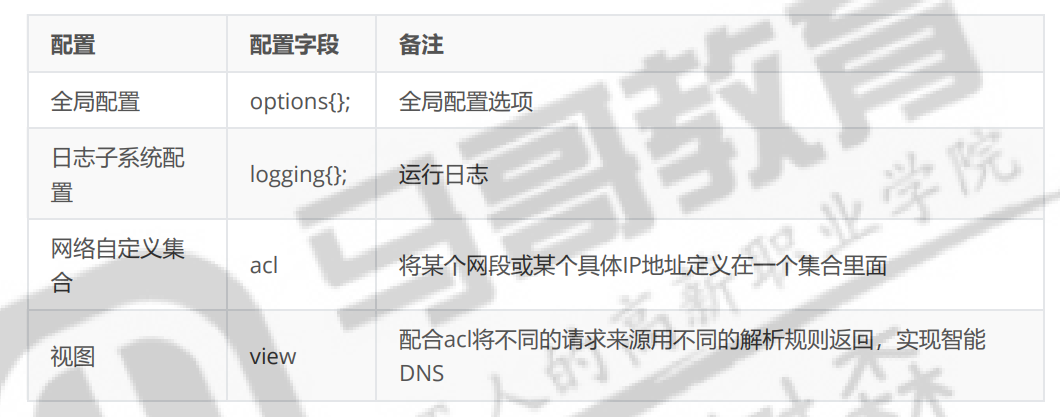 配置 配置字段 备注
全局配置 options{}; 全局配置选项
日志子系统配
置
logging{}; 运行日志
网络自定义集
合
acl 将某个网段或某个具体IP地址定义在一个集合里面
视图 view 配合acl将不同的请求来源用不同的解析规则返回，实现智能
DNS
马哥教育
人的高新职业学院